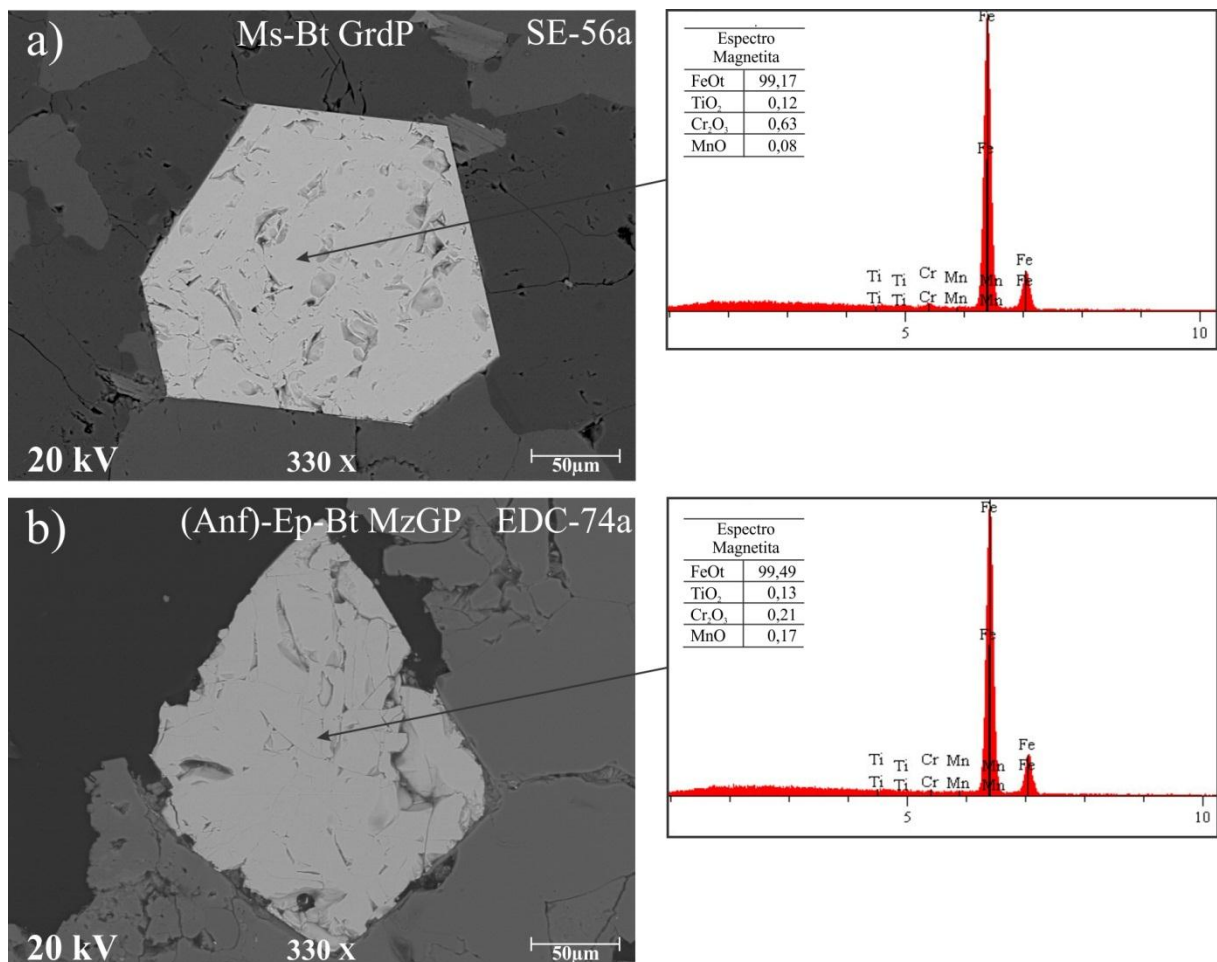 a) Ms-Bt GrdP SE-56a
20 kV 330 X 50µm
Espectro
Magnetita
FeOt 99,17
TiO₂ 0,12
Cr₂O₃ 0,63
MnO 0,08
Fe
Fe
Fe
Ti Ti Cr Mn Mn Fe
Ti Ti Cr Mn Mn
5 10
b) (Anf)-Ep-Bt MzGP EDC-74a
20 kV 330 X 50µm
Espectro
Magnetita
FeOt 99,49
TiO₂ 0,13
Cr₂O₃ 0,21
MnO 0,17
Fe
Fe
Fe
Ti Ti Cr Mn Mn Fe
Ti Ti Cr Mn Mn
5 10